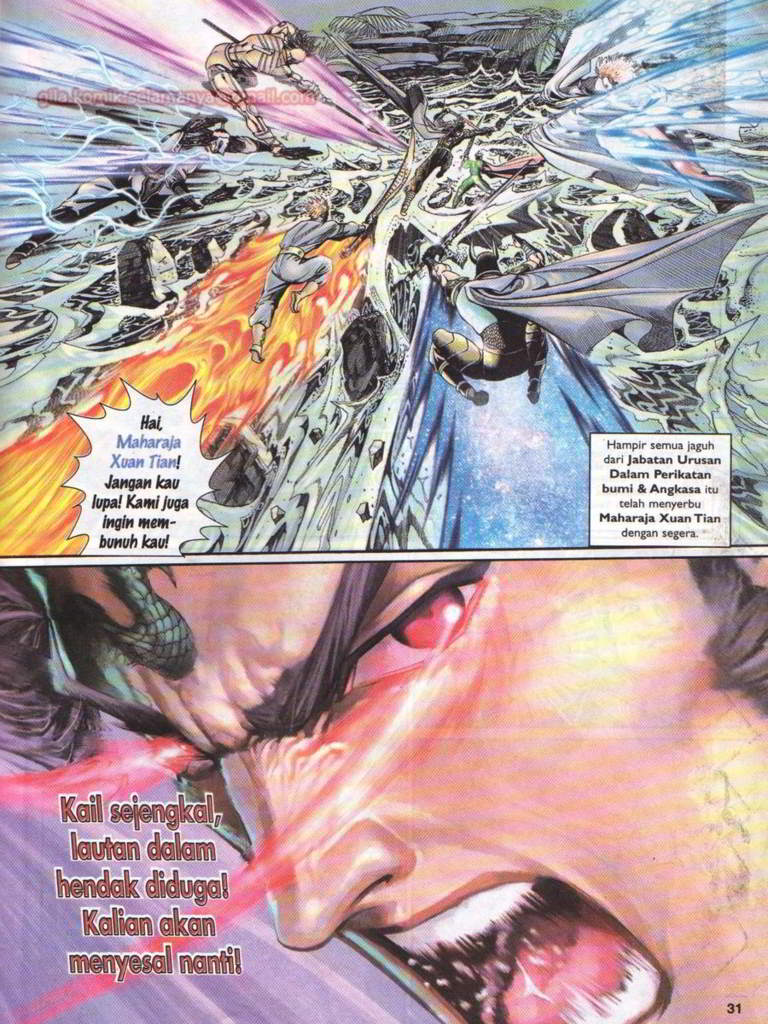 Hai,
Maharaja
Xuan Tian!
Jangan kau
lupa! Kami juga
ingin mem-
bunuh kau!
Hampir semua jaguh
dari Jabatan Urusan
Dalam Perikatan
bumi & Angkasa itu
telah menyerbu
Maharaja Xuan Tian
dengan segera.
Kail sejengkal,
lautan dalam
hendak diduga!
Kalian akan
menyesal nanti!
31